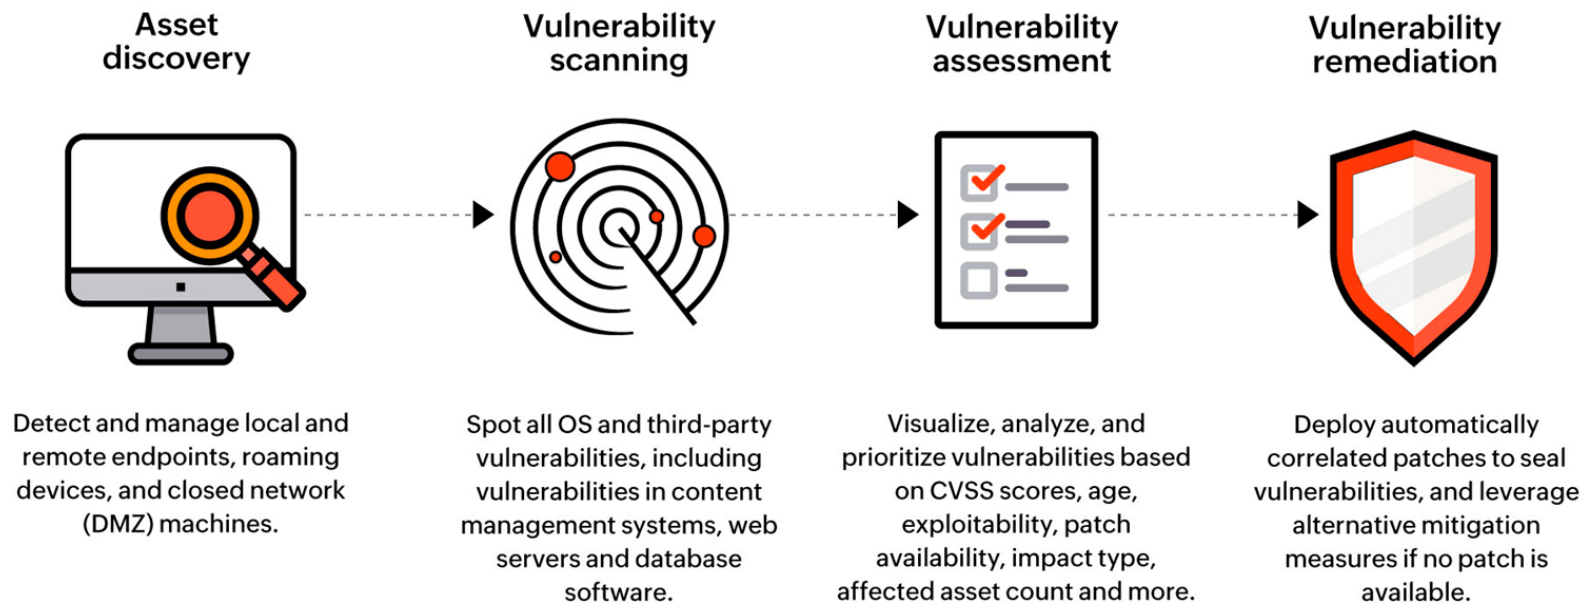 Asset
discovery
Detect and manage local and
remote endpoints, roaming
devices, and closed network
(DMZ) machines.
Vulnerability
scanning
Spot all OS and third-party
vulnerabilities, including
vulnerabilities in content
management systems, web
servers and database
software.
Vulnerability
assessment
Visualize, analyze, and
prioritize vulnerabilities based
on CVSS scores, age,
exploitability, patch
availability, impact type,
affected asset count and more.
Vulnerability
remediation
Deploy automatically
correlated patches to seal
vulnerabilities, and leverage
alternative mitigation
measures if no patch is
available.